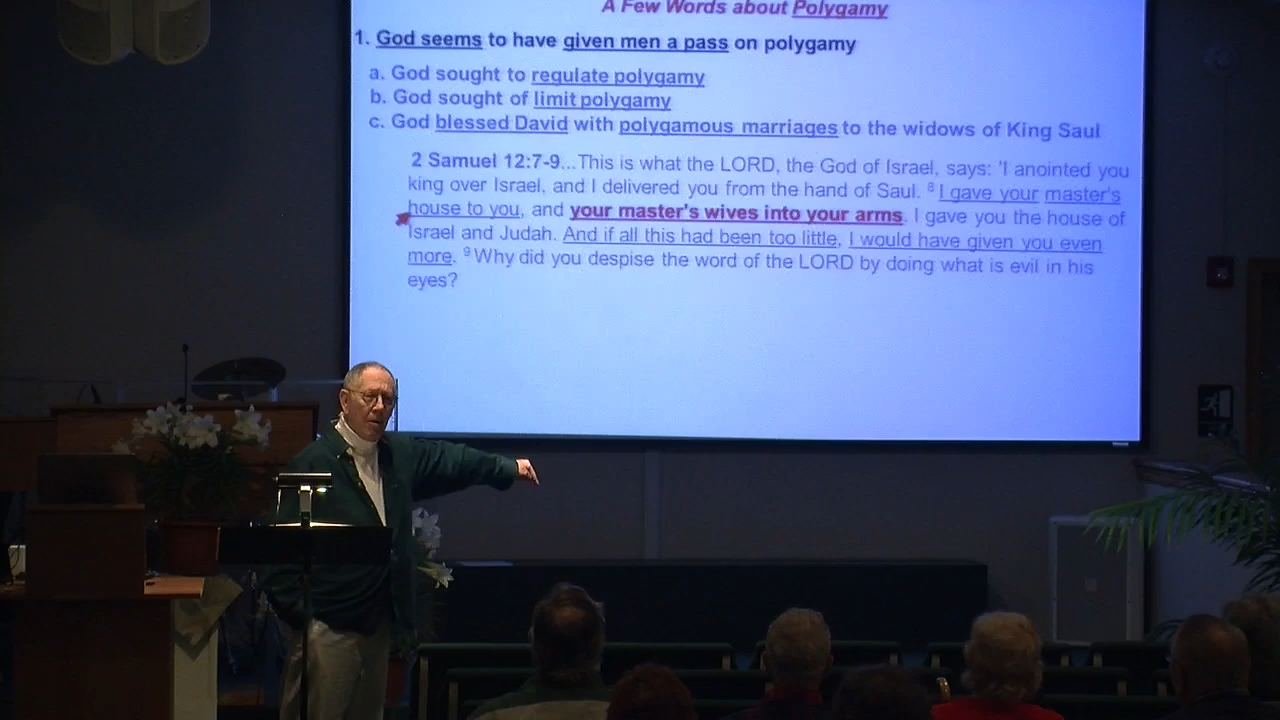 A Few Words about Polygamy
1. God seems to have given men a pass on polygamy
a. God sought to regulate polygamy
b. God sought of limit polygamy
c. God blessed David with polygamous marriages to the widows of King Saul
2 Samuel 12:7-9...This is what the LORD, the God of Israel, says: 'I anointed you
king over Israel, and I delivered you from the hand of Saul. 8 I gave your master's
house to you, and your master's wives into your arms. I gave you the house of
Israel and Judah. And if all this had been too little, I would have given you even
more. 9 Why did you despise the word of the LORD by doing what is evil in his
eyes?